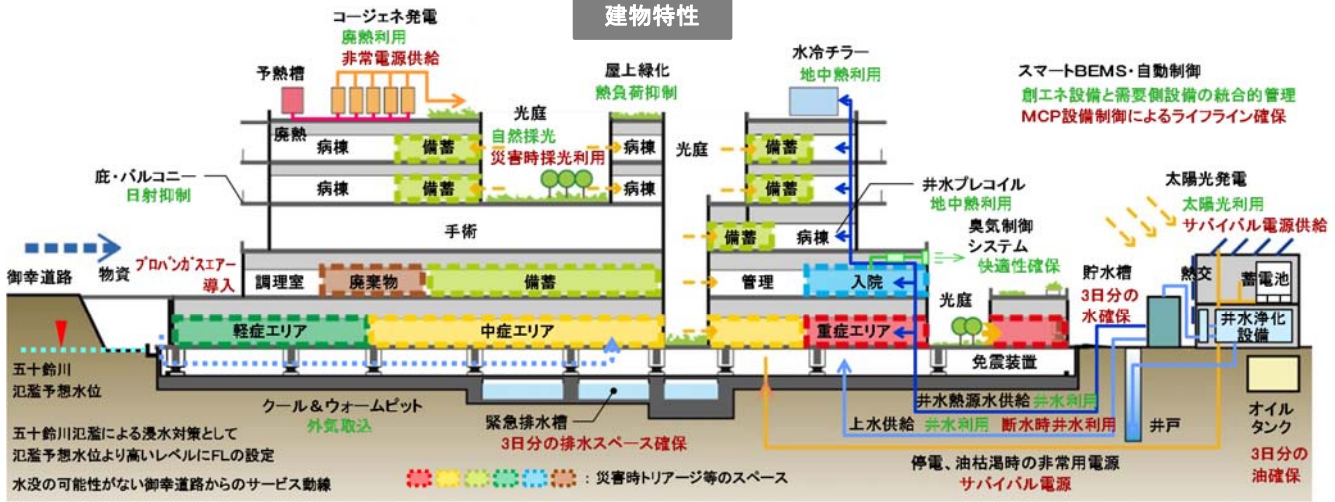 建物特性
コージェネ発電
廃熱利用
非常電源供給
予熱槽
廃熱
屋上緑化
熱負荷抑制
水冷チラー
地中熱利用
スマートBEMS・自動制御
創エネ設備と需要側設備の統合的管理
MCP設備制御によるライフライン確保
光庭
自然採光
災害時採光利用
病棟
備蓄
病棟
光庭
備蓄
庇・バルコニー
日射抑制
病棟
備蓄
病棟
備蓄
井水プレコイル
地中熱利用
太陽光発電
太陽光利用
サバイバル電源供給
手術
備蓄
病棟
臭気制御
システム
快適性確保
御幸道路
物資
プロパンガスエアー
導入
調理室
廃棄物
備蓄
管理
入院
光庭
貯水槽
3日分の
水確保
熱交
蓄電池
井水浄化
設備
軽症エリア
中症エリア
重症エリア
免震装置
五十鈴川
氾濫予想水位
クール&ウォームピット
外気取込
緊急排水槽
3日分の排水スペース確保
井水熱源水供給 井水利用
上水供給 井水利用 断水時井水利用
井戸
オイル
タンク
3日分の
油確保
五十鈴川氾濫による浸水対策として
氾濫予想水位より高いレベルにFLの設定
水没の可能性がない御幸道路からのサービス動線
:災害時トリアージ等のスペース
停電、油枯渇時の非常用電源
サバイバル電源